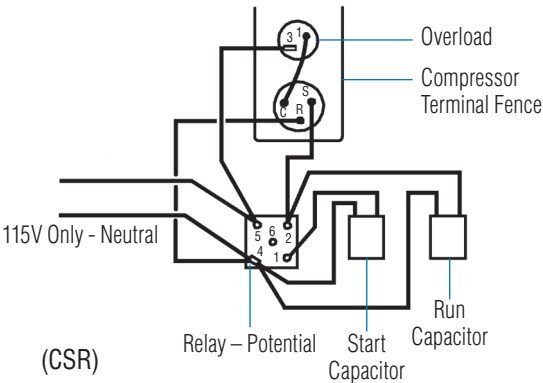 3 1
Overload
Compressor
Terminal Fence
S
C R
115V Only - Neutral
5 6 2
4 1
Relay – Potential
Start
Capacitor
Run
Capacitor
(CSR)